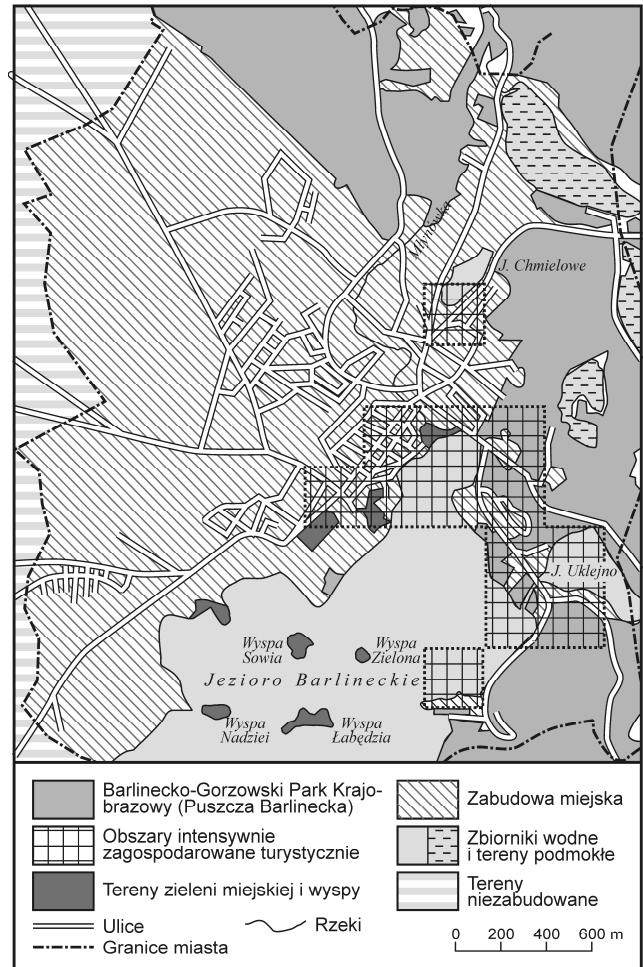 Młynówka
J. Chmielowe
J. Uklejno
Wyspa
Sowia
Wyspa
Zielona
Jezioro Barlineckie
Wyspa
Nadziei
Wyspa
Łabędzia
Barlinecko-Gorzowski Park Krajo-
brazowy (Puszcza Barlinecka)
Obszary intensywnie
zagospodarowane turystycznie
Tereny zieleni miejskiej i wyspy
Ulice
Rzeki
Granice miasta
Zabudowa miejska
Zbiorniki wodne
i tereny podmokłe
Tereny
niezabudowane
0 200 400 600 m